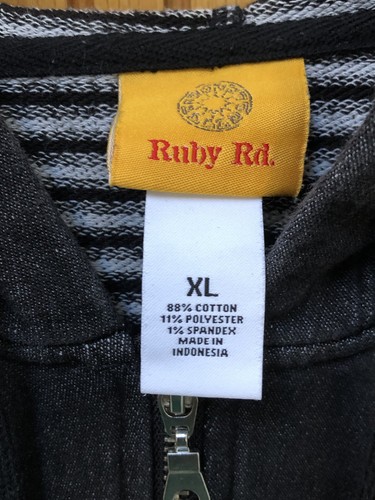 Ruby Rd.
XL
88% COTTON
11% POLYESTER
1% SPANDEX
MADE IN
INDONESIA